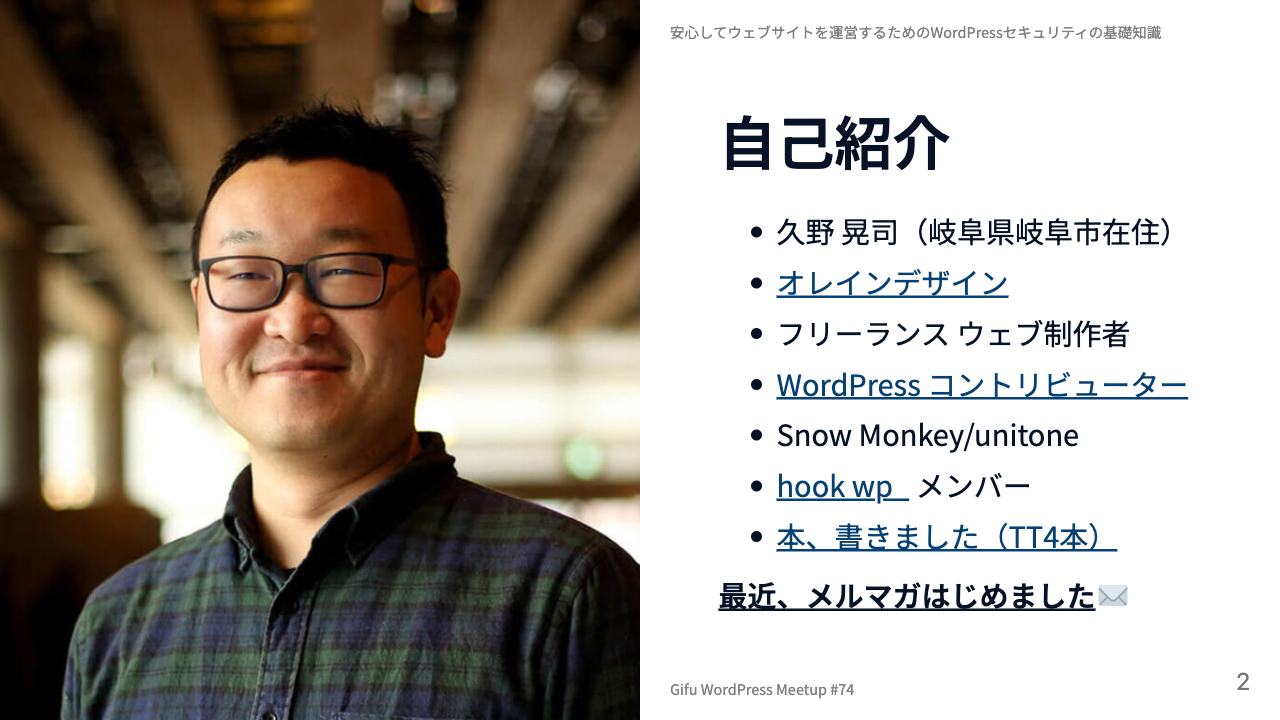 安心してウェブサイトを運営するためのWordPressセキュリティの基礎知識
自己紹介
• 久野 晃司（岐阜県岐阜市在住）
• オレインデザイン
• フリーランス ウェブ制作者
• WordPress コントリビューター
• Snow Monkey/unitone
• hook wp_ メンバー
• 本、書きました（TT4本）
最近、メルマガはじめました✉️
Gifu WordPress Meetup #74
2